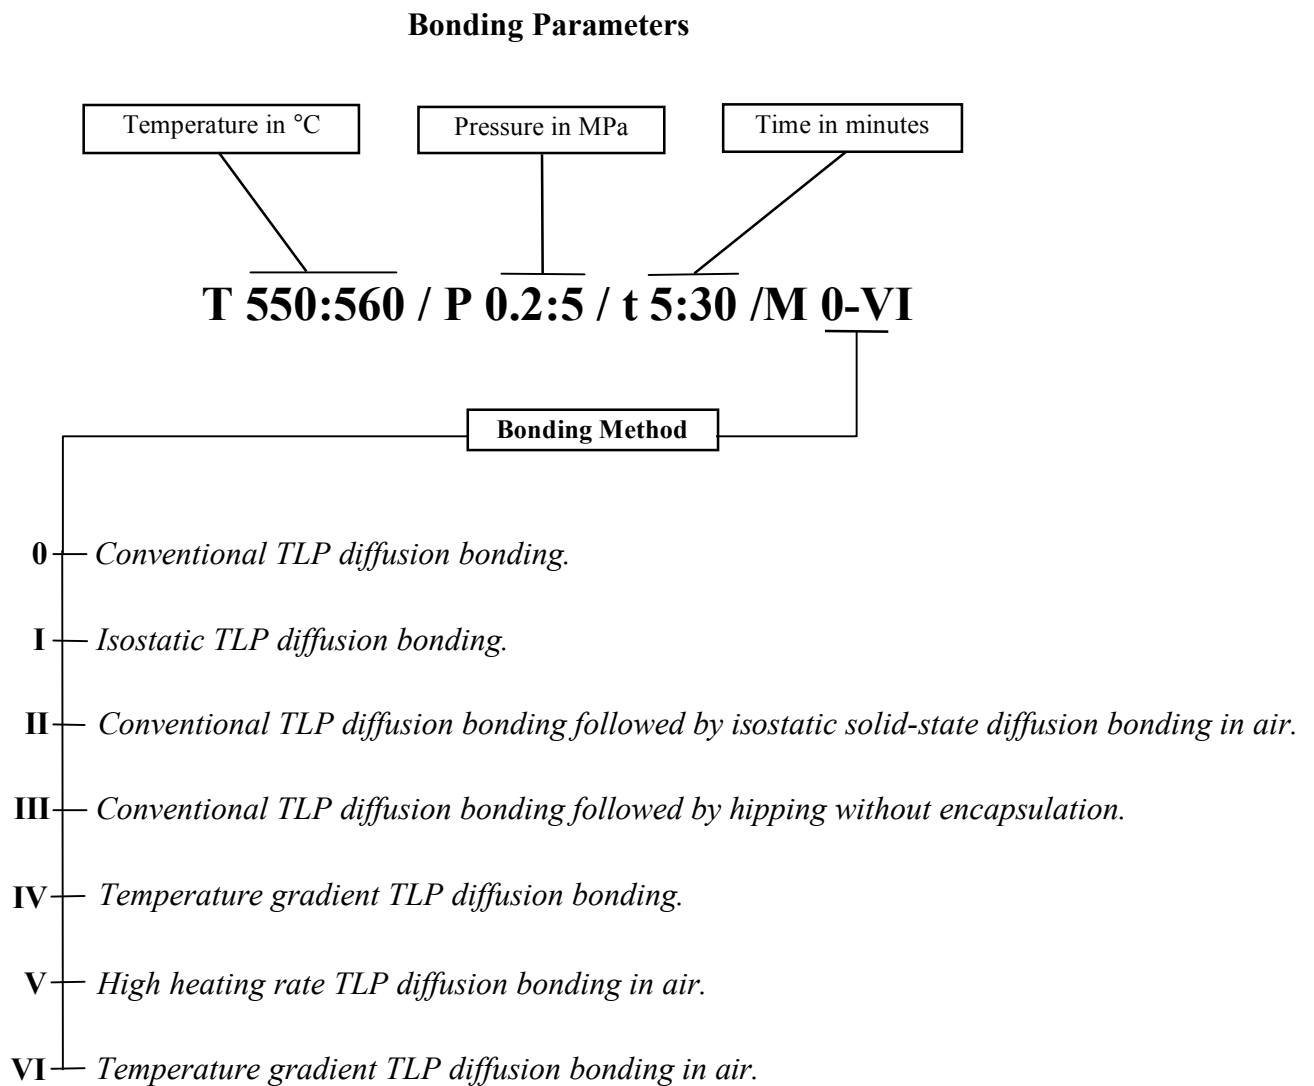 Bonding Parameters
Temperature in °C
Pressure in MPa
Time in minutes
T 550:560 / P 0.2:5 / t 5:30 /M 0-VI
Bonding Method
0 Conventional TLP diffusion bonding.
I Isostatic TLP diffusion bonding.
II Conventional TLP diffusion bonding followed by isostatic solid-state diffusion bonding in air.
III Conventional TLP diffusion bonding followed by hipping without encapsulation.
IV Temperature gradient TLP diffusion bonding.
V High heating rate TLP diffusion bonding in air.
VI Temperature gradient TLP diffusion bonding in air.